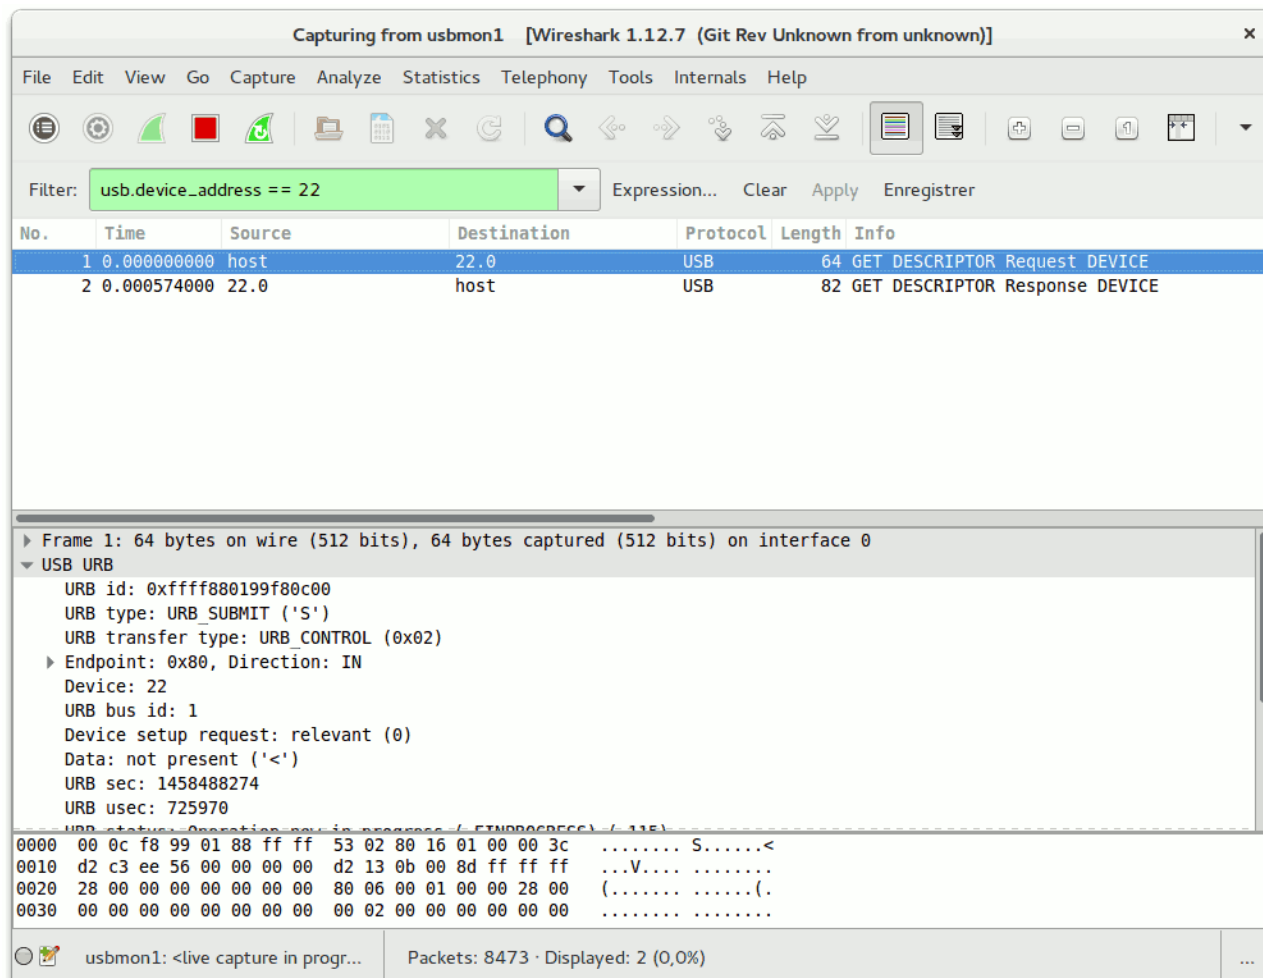 Capturing from usbmon1 [Wireshark 1.12.7 (Git Rev Unknown from unknown)]
File Edit View Go Capture Analyze Statistics Telephony Tools Internals Help
Filter: usb.device_address == 22 Expression... Clear Apply Enregistrer
No. Time Source Destination Protocol Length Info
1 0.000000000 host 22.0 USB 64 GET DESCRIPTOR Request DEVICE
2 0.000574000 22.0 host USB 82 GET DESCRIPTOR Response DEVICE
Frame 1: 64 bytes on wire (512 bits), 64 bytes captured (512 bits) on interface 0
USB URB
URB id: 0xffff880199f80c00
URB type: URB_SUBMIT ('S')
URB transfer type: URB_CONTROL (0x02)
Endpoint: 0x80, Direction: IN
Device: 22
URB bus id: 1
Device setup request: relevant (0)
Data: not present ('<')
URB sec: 1458488274
URB usec: 725970
URB status: Operation now in progress (-EINPROGRESS) (-115)
0000 00 0c f8 99 01 88 ff ff 53 02 80 16 01 00 00 3c ........ S......<
0010 d2 c3 ee 56 00 00 00 00 d2 13 0b 00 8d ff ff ff ...V.... ........
0020 28 00 00 00 00 00 00 00 80 06 00 01 00 00 28 00 (....... ......(.
0030 00 00 00 00 00 00 00 00 00 02 00 00 00 00 00 00 ........ ........
usbmon1: <live capture in progr... Packets: 8473 · Displayed: 2 (0,0%) ...